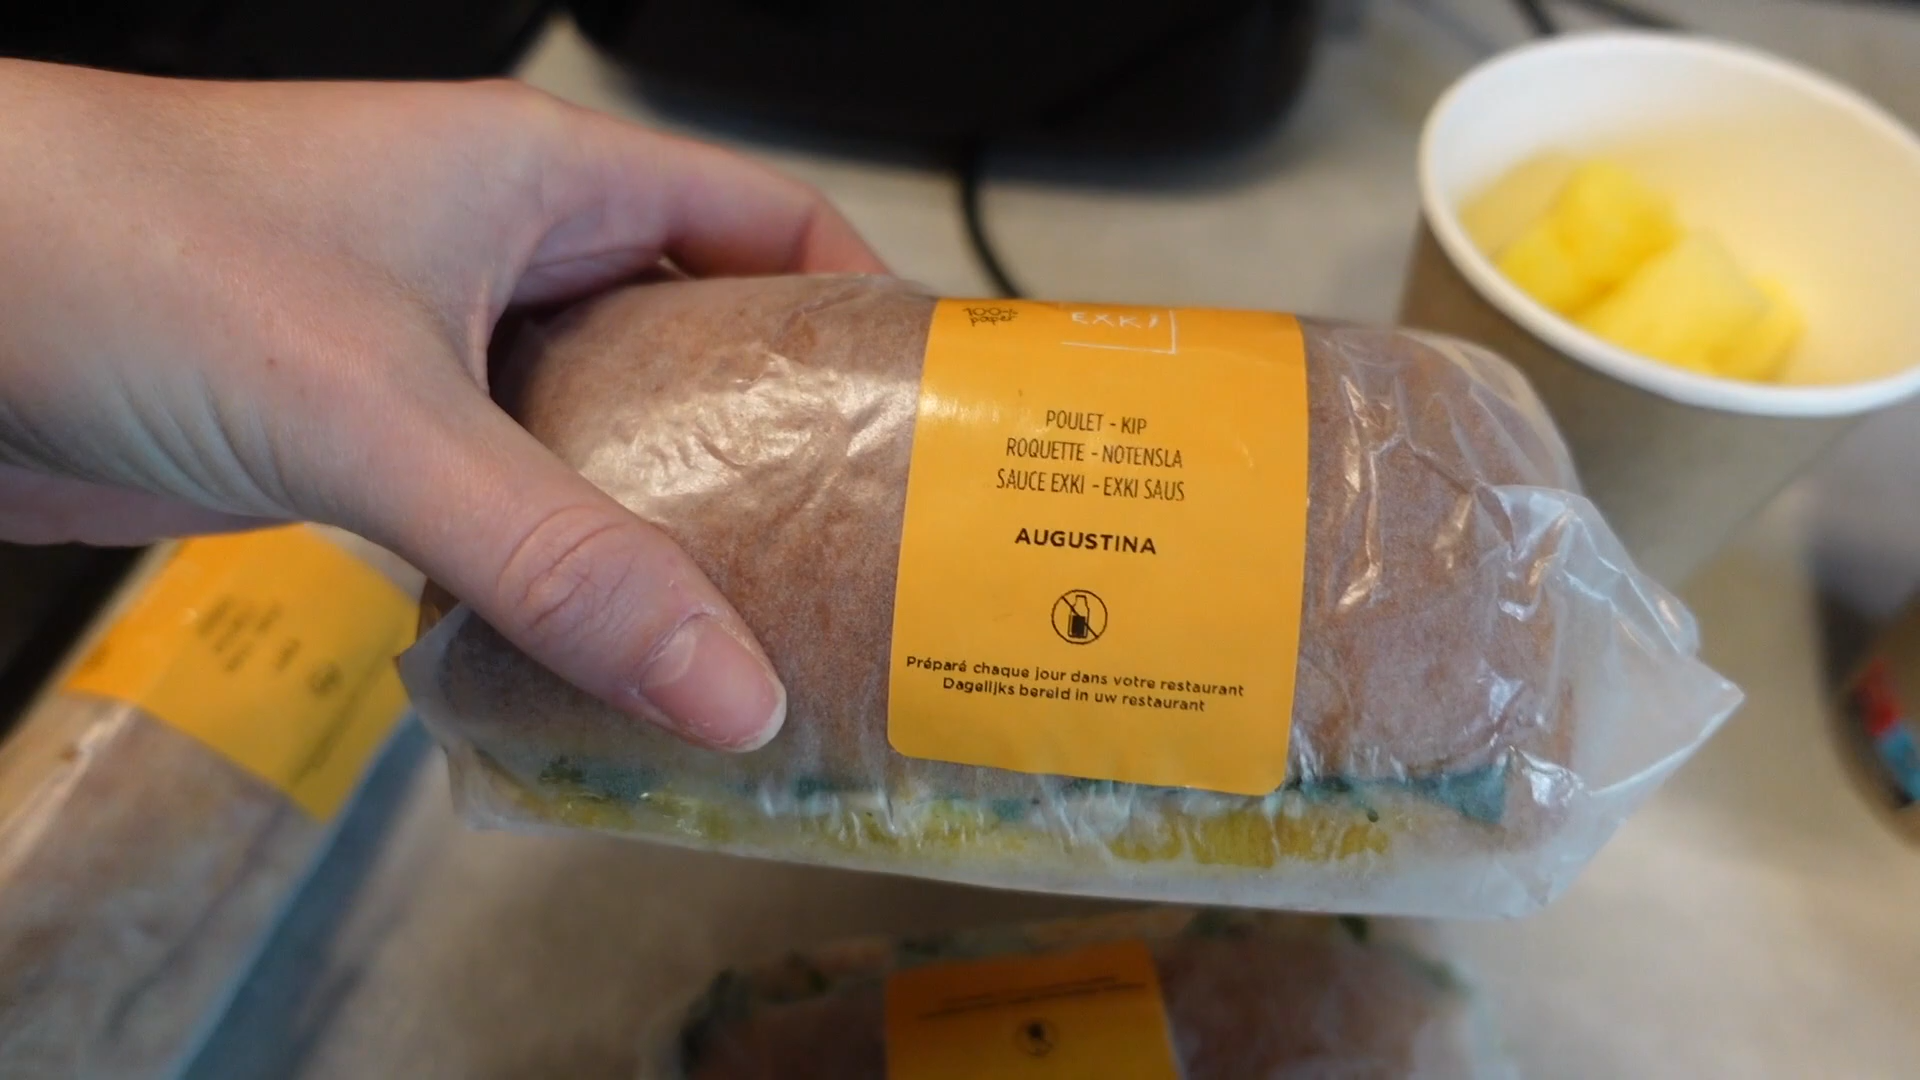 100% paper
EXKI
POULET - KIP
ROQUETTE - NOTENSLA
SAUCE EXKI - EXKI SAUS
AUGUSTINA
Préparé chaque jour dans votre restaurant
Dagelijks bereid in uw restaurant